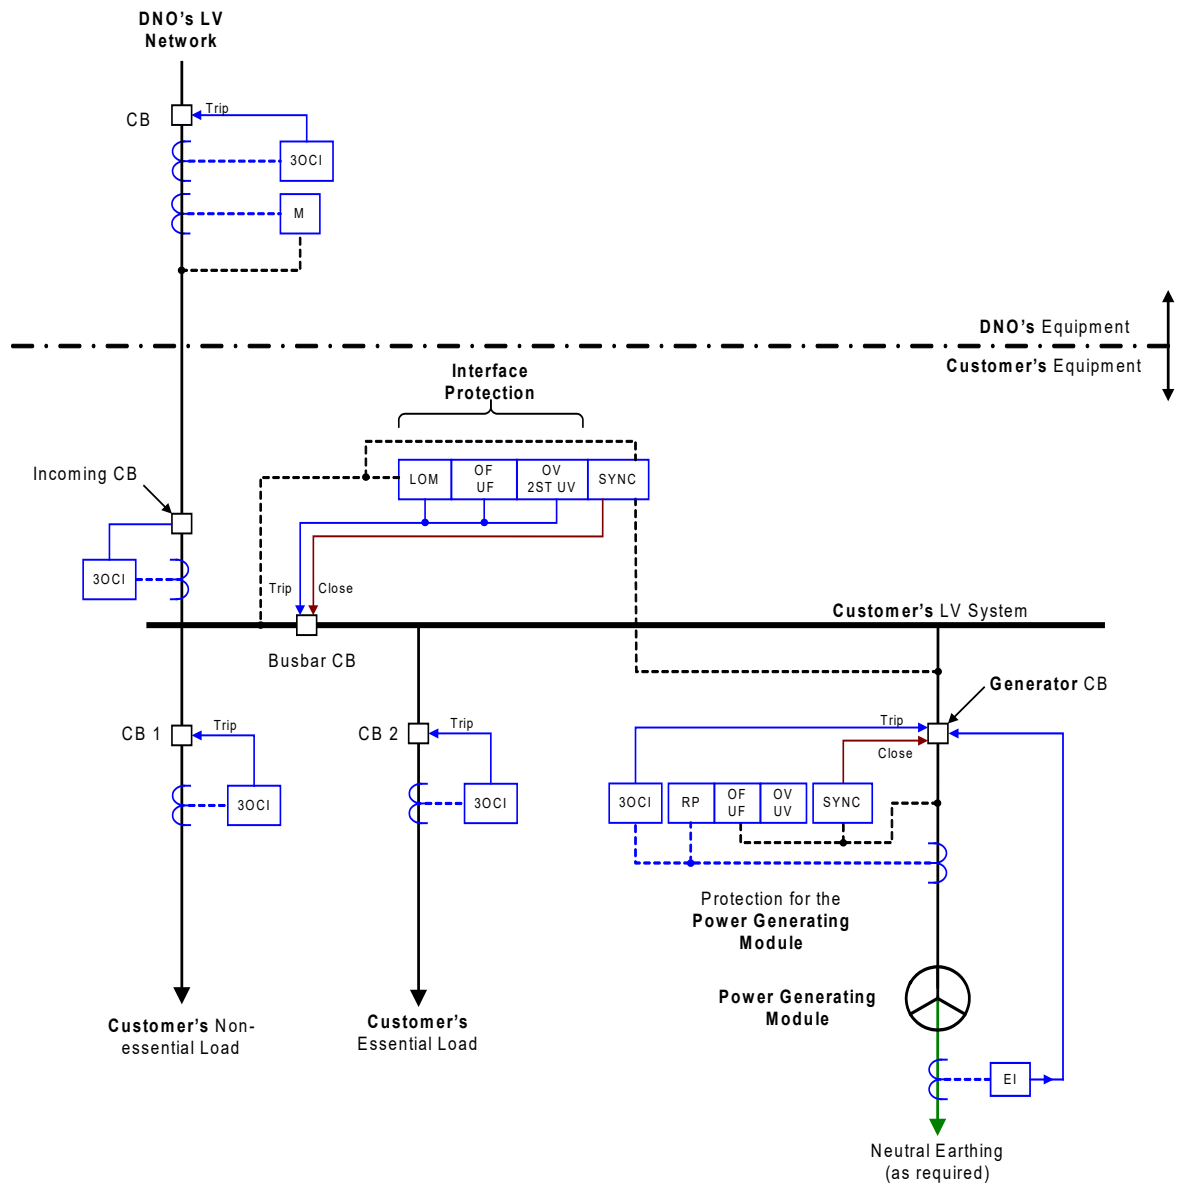 DNO's LV
Network
CB
Trip
3OCI
M
DNO's Equipment
Customer's Equipment
Interface
Protection
Incoming CB
LOM
OF
UF
OV
2ST UV
SYNC
3OCI
Trip
Close
Customer's LV System
Busbar CB
Generator CB
CB 1
Trip
CB 2
Trip
Trip
Close
3OCI
3OCI
3OCI
RP
OF
UF
OV
UV
SYNC
Protection for the
Power Generating
Module
Power Generating
Module
Customer's Non-
essential Load
Customer's
Essential Load
EI
Neutral Earthing
(as required)